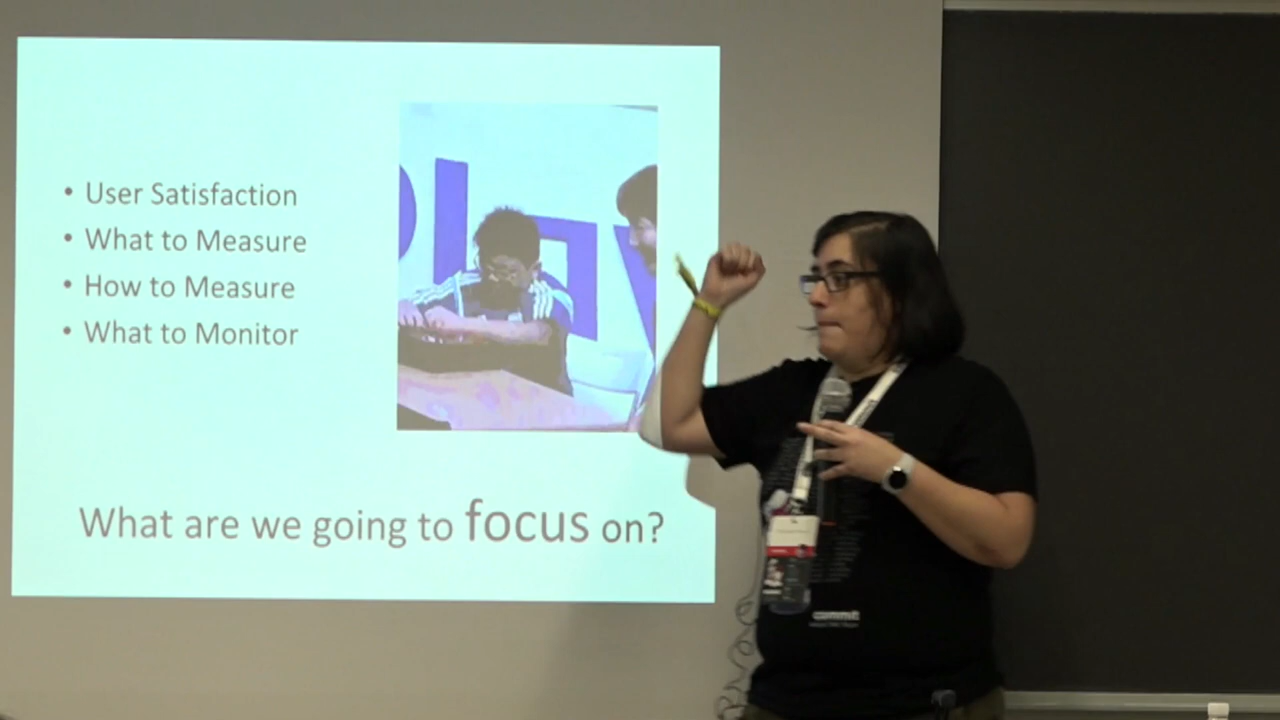 • User Satisfaction
• What to Measure
• How to Measure
• What to Monitor
What are we going to focus on?
commit